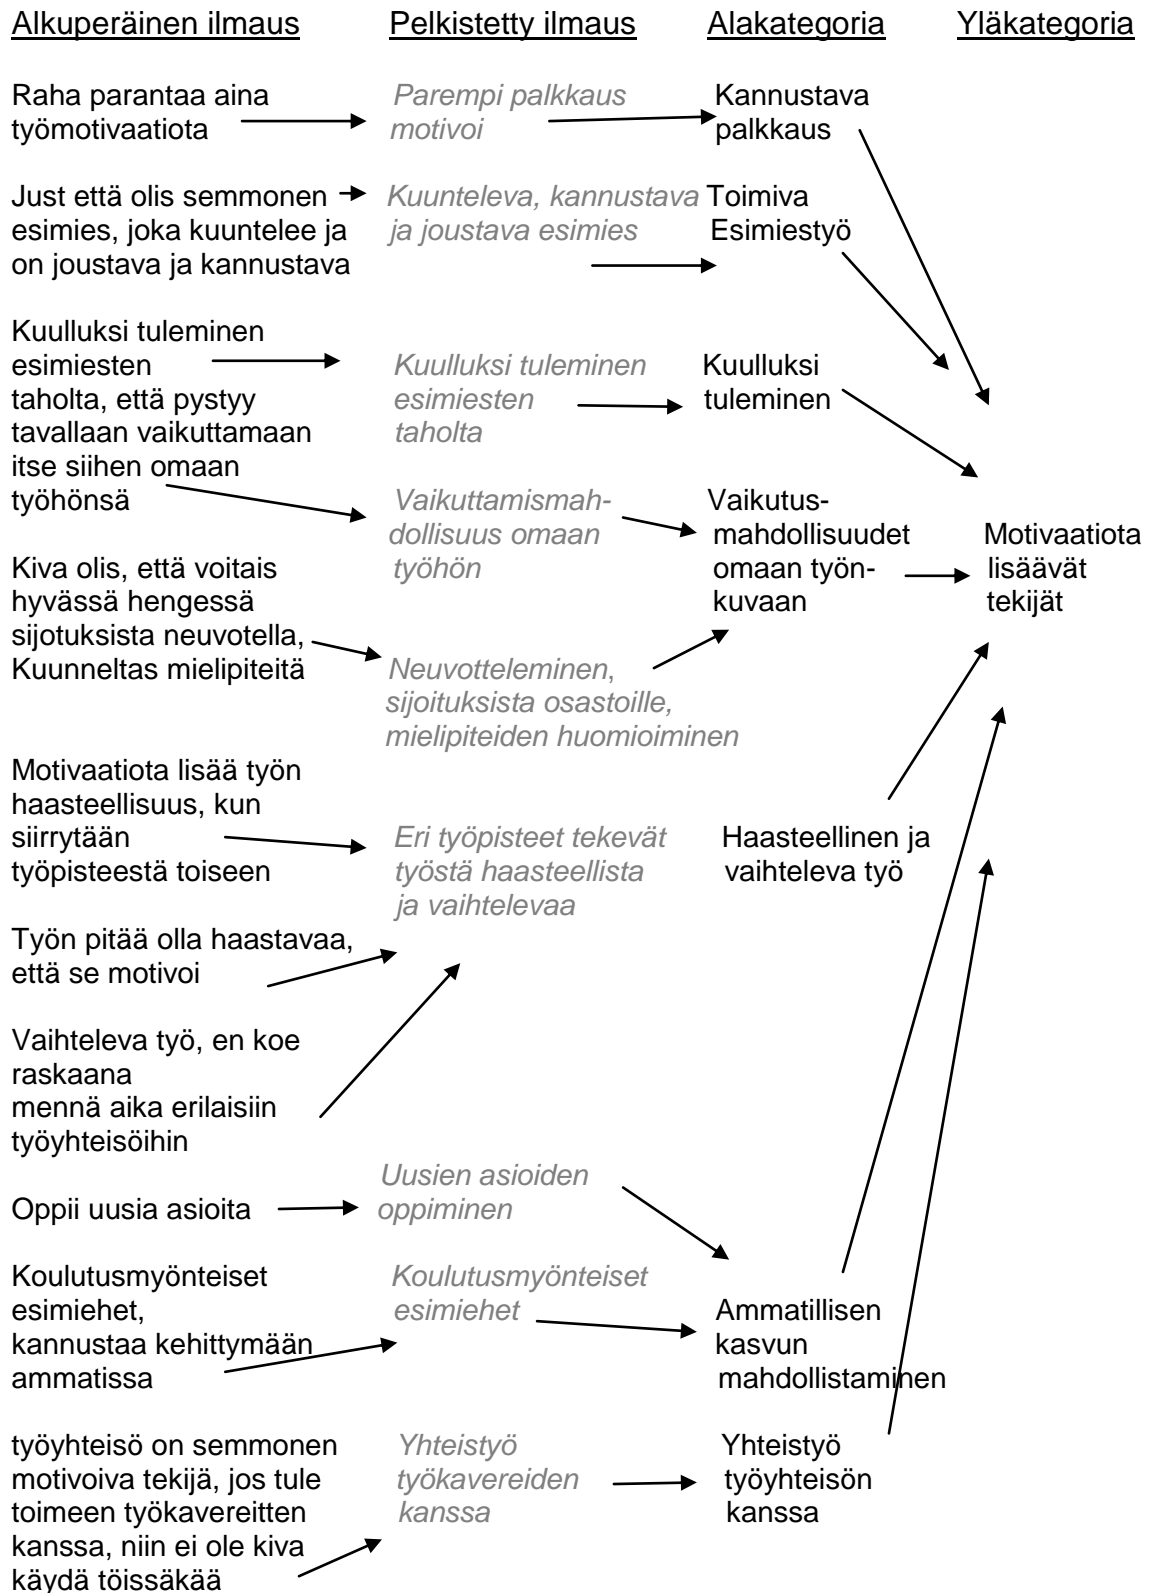 Alkuperäinen ilmaus
Pelkistetty ilmaus
Alakategoria
Yläkategoria
Raha parantaa aina
työmotivaatiota
Parempi palkkaus
motivoi
Kannustava
palkkaus
Just että olis semmonen
esimies, joka kuuntelee ja
on joustava ja kannustava
Kuunteleva, kannustava
ja joustava esimies
Toimiva
Esimiestyö
Kuulluksi tuleminen
esimiesten
taholta, että pystyy
tavallaan vaikuttamaan
itse siihen omaan
työhönsä
Kuulluksi tuleminen
esimiesten
taholta
Kuulluksi
tuleminen
Vaikuttamismah-
dollisuus omaan
työhön
Vaikutus-
mahdollisuudet
omaan työn-
kuvaan
Motivaatiota
lisäävät
tekijät
Kiva olis, että voitais
hyvässä hengessä
sijotuksista neuvotella,
Kuunneltas mielipiteitä
Neuvotteleminen,
sijoituksista osastoille,
mielipiteiden huomioiminen
Motivaatiota lisää työn
haasteellisuus, kun
siirrytään
työpisteestä toiseen
Eri työpisteet tekevät
työstä haasteellista
ja vaihtelevaa
Haasteellinen ja
vaihteleva työ
Työn pitää olla haastavaa,
että se motivoi
Vaihteleva työ, en koe
raskaana
mennä aika erilaisiin
työyhteisöihin
Oppii uusia asioita
Uusien asioiden
oppiminen
Koulutusmyönteiset
esimiehet,
kannustaa kehittymään
ammatissa
Koulutusmyönteiset
esimiehet
Ammatillisen
kasvun
mahdollistaminen
työyhteisö on semmonen
motivoiva tekijä, jos tule
toimeen työkavereitten
kanssa, niin ei ole kiva
käydä töissäkää
Yhteistyö
työkavereiden
kanssa
Yhteistyö
työyhteisön
kanssa